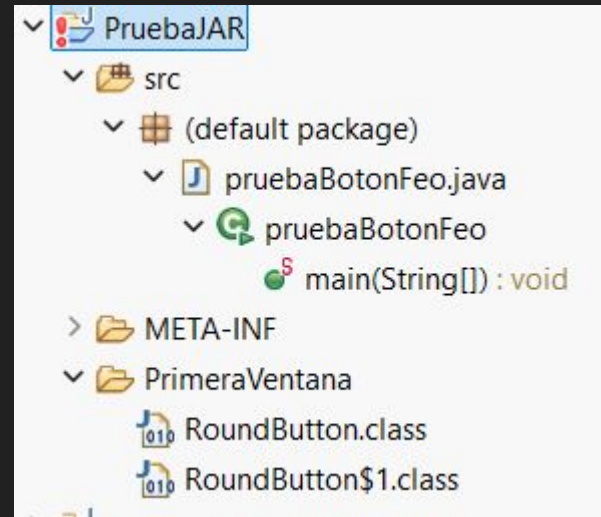 PruebaJAR
src
(default package)
pruebaBotonFeo.java
pruebaBotonFeo
main(String[]) : void
META-INF
PrimeraVentana
RoundButton.class
RoundButton$1.class